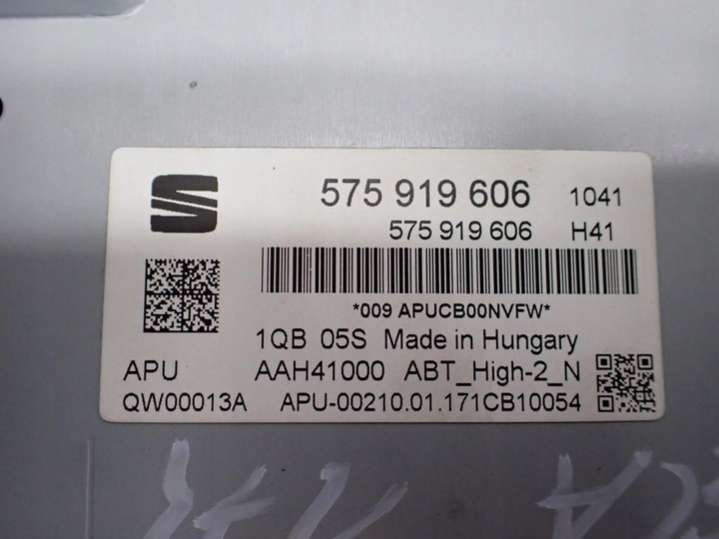 575 919 606 1041
575 919 606 H41
*009 APUCB00NVFW*
1QB 05S Made in Hungary
APU AAH41000 ABT_High-2_N
QW00013A APU-00210.01.171CB10054